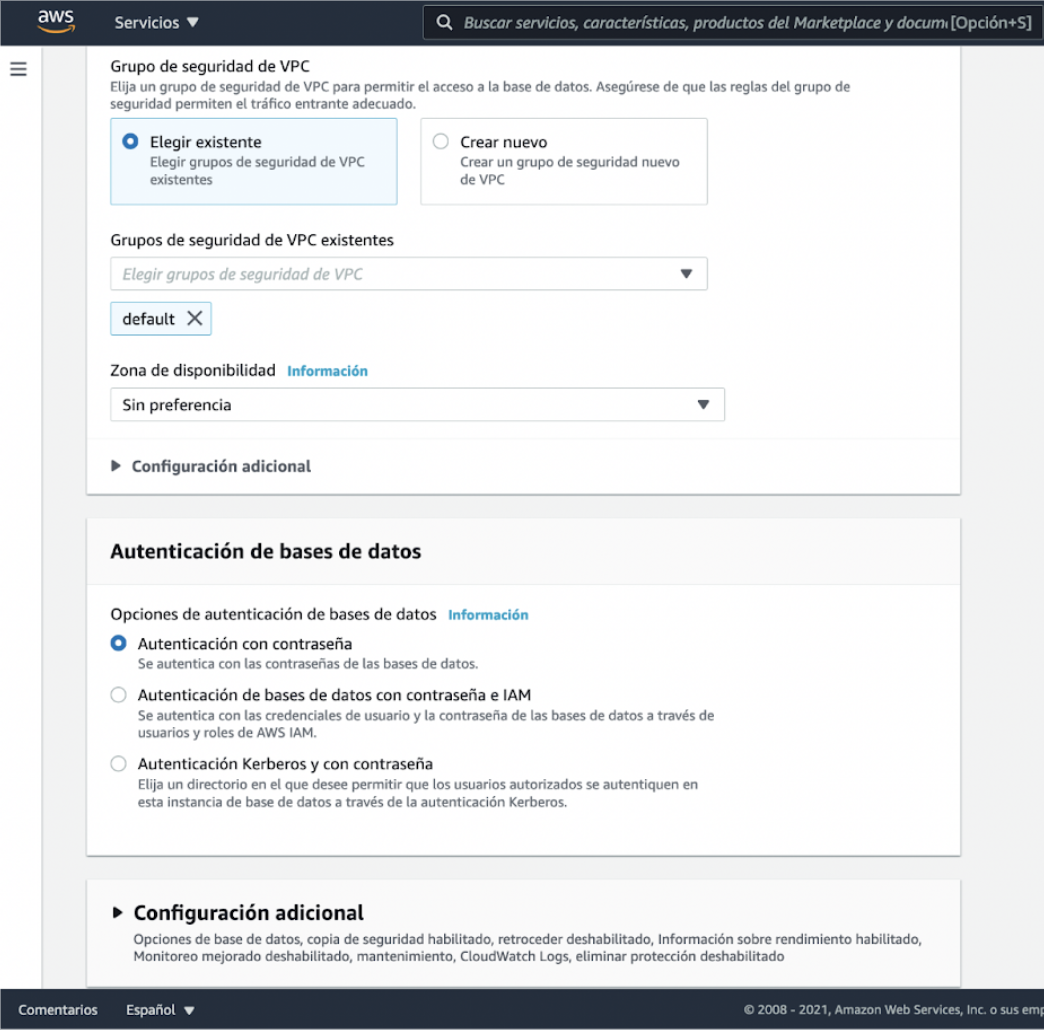 aws
Servicios
Buscar servicios, características, productos del Marketplace y docum [Opción+S]
Grupo de seguridad de VPC
Elija un grupo de seguridad de VPC para permitir el acceso a la base de datos. Asegúrese de que las reglas del grupo de
seguridad permiten el tráfico entrante adecuado.
Elegir existente
Elegir grupos de seguridad de VPC
existentes
Crear nuevo
Crear un grupo de seguridad nuevo
de VPC
Grupos de seguridad de VPC existentes
Elegir grupos de seguridad de VPC
default
Zona de disponibilidad Información
Sin preferencia
Configuración adicional
Autenticación de bases de datos
Opciones de autenticación de bases de datos Información
Autenticación con contraseña
Se autentica con las contraseñas de las bases de datos.
Autenticación de bases de datos con contraseña e IAM
Se autentica con las credenciales de usuario y la contraseña de las bases de datos a través de
usuarios y roles de AWS IAM.
Autenticación Kerberos y con contraseña
Elija un directorio en el que desee permitir que los usuarios autorizados se autentiquen en
esta instancia de base de datos a través de la autenticación Kerberos.
Configuración adicional
Opciones de base de datos, copia de seguridad habilitado, retroceder deshabilitado, Información sobre rendimiento habilitado,
Monitoreo mejorado deshabilitado, mantenimiento, CloudWatch Logs, eliminar protección deshabilitado
Comentarios
Español
© 2008 - 2021, Amazon Web Services, Inc. o sus emp